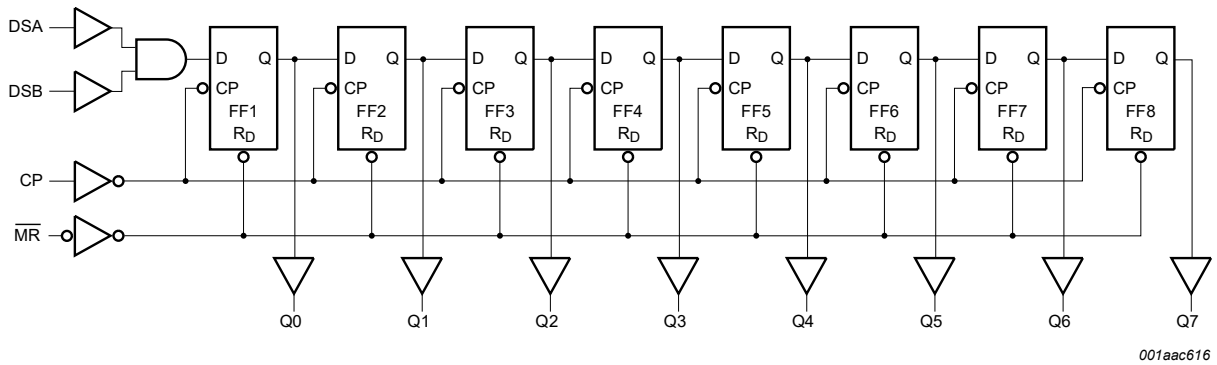 DSA
DSB
CP
M̅R̅
D Q
CP
FF1
RD
D Q
CP
FF2
RD
D Q
CP
FF3
RD
D Q
CP
FF4
RD
D Q
CP
FF5
RD
D Q
CP
FF6
RD
D Q
CP
FF7
RD
D Q
CP
FF8
RD
Q0 Q1 Q2 Q3 Q4 Q5 Q6 Q7
001aac616